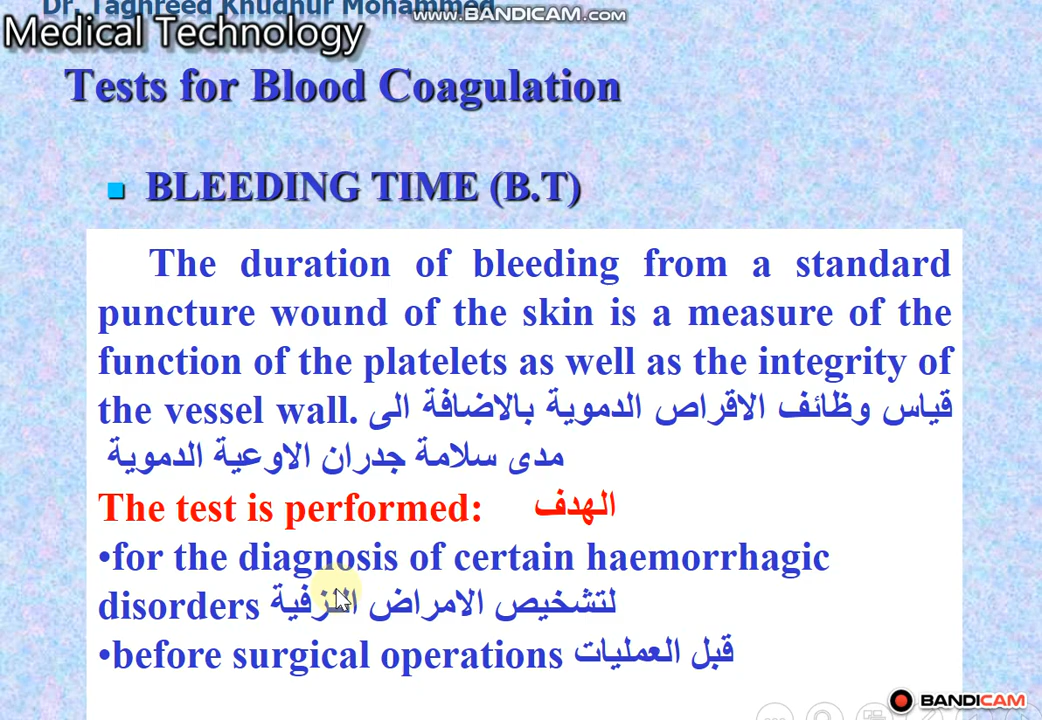 Dr. Taghreed Khudhur Mohammed
www.BANDICAM.com
Medical Technology
Tests for Blood Coagulation
BLEEDING TIME (B.T)
The duration of bleeding from a standard
puncture wound of the skin is a measure of the
function of the platelets as well as the integrity of
the vessel wall. قياس وظائف الاقراص الدموية بالاضافة الى
مدى سلامة جدران الاوعية الدموية
The test is performed: الهدف
•for the diagnosis of certain haemorrhagic
disorders لتشخيص الامراض النزفية
•before surgical operations قبل العمليات
BANDICAM